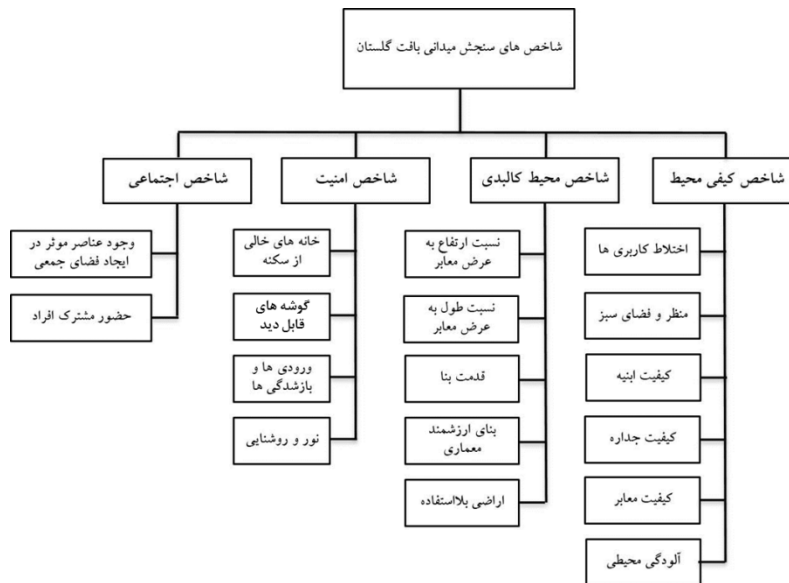 شاخص های سنجش میدانی بافت گلستان
شاخص کیفی محیط
شاخص محیط کالبدی
شاخص امنیت
شاخص اجتماعی
اختلاط کاربری ها
منظر و فضای سبز
کیفیت ابنیه
کیفیت جداره
کیفیت معابر
آلودگی محیطی
نسبت ارتفاع به
عرض معابر
نسبت طول به
عرض معابر
قدمت بنا
بنای ارزشمند
معماری
اراضی بلااستفاده
خانه های خالی
از سکنه
گوشه های
قابل دید
ورودی ها و
بازشدگی ها
نور و روشنایی
وجود عناصر موثر در
ایجاد فضای جمعی
حضور مشترک افراد